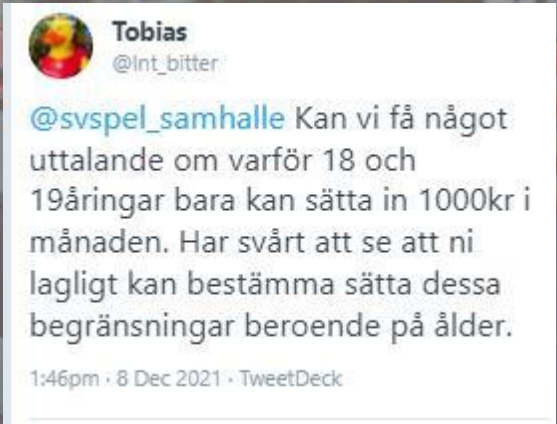 Tobias
@Int_bitter
@svspel_samhalle Kan vi få något
uttalande om varför 18 och
19åringar bara kan sätta in 1000kr i
månaden. Har svårt att se att ni
lagligt kan bestämma sätta dessa
begränsningar beroende på ålder.
1:46pm · 8 Dec 2021 · TweetDeck